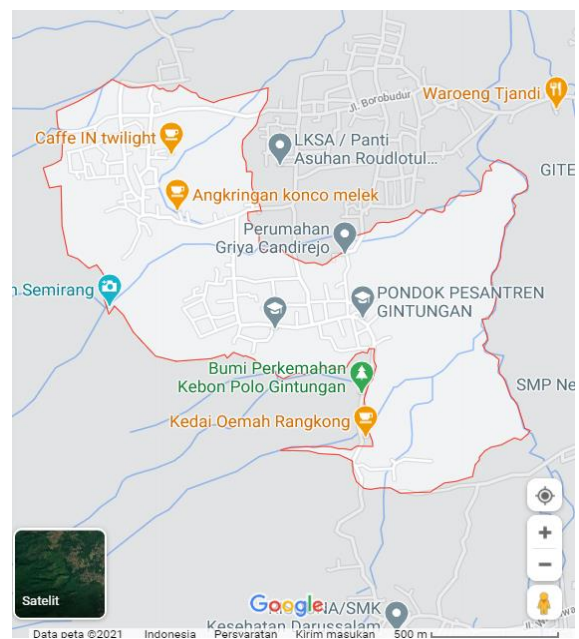 Jl. Borobudur
Waroeng Tjandi
Caffe IN twilight
LKSA / Panti
Asuhan Roudlotul...
GITE
Angkringan konco melek
Perumahan
Griya Candirejo
n Semirang
PONDOK PESANTREN
GINTUNGAN
Bumi Perkemahan
Kebon Polo Gintungan
SMP Ne
Kedai Oemah Rangkong
Satelit
Google
NA/SMK
Kesehatan Darussalam
Data peta ©2021 Indonesia Persyaratan Kirim masukan 500 m